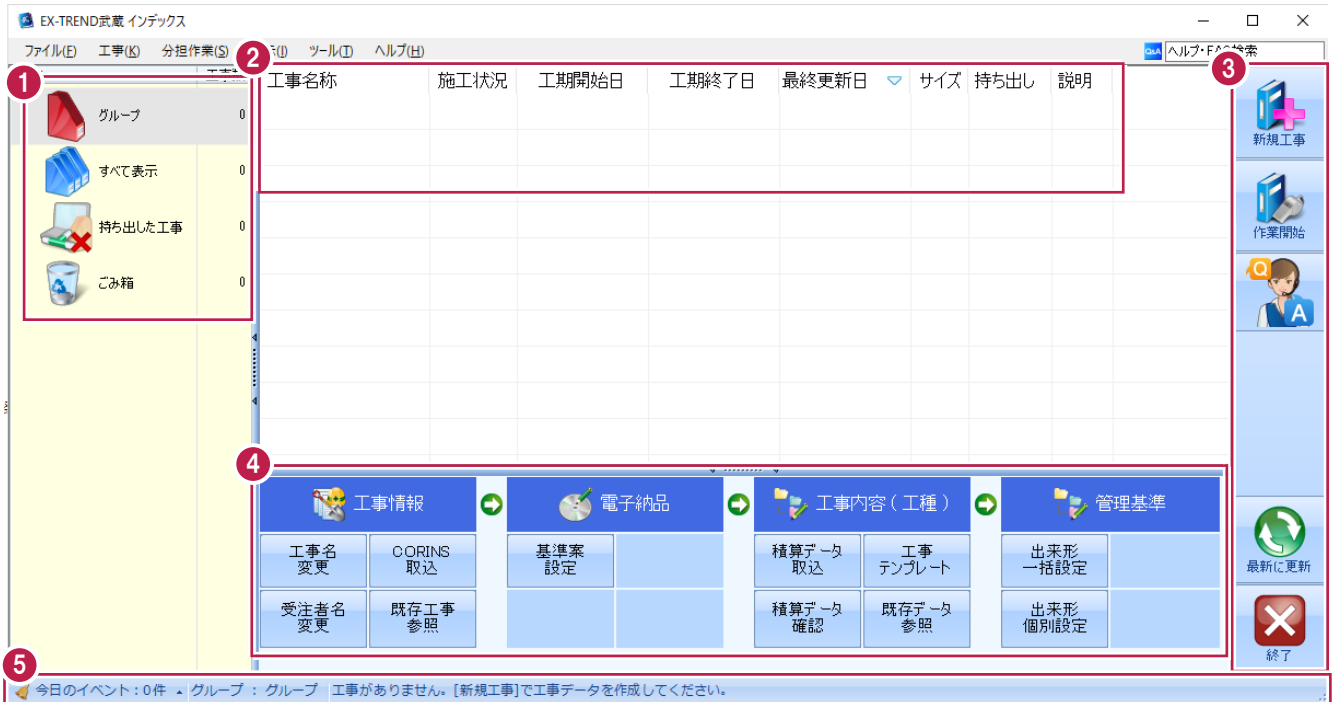 EX-TREND武蔵 インデックス
ファイル(F) 工事(K) 分担作業(S) ツール(T) ヘルプ(H)
Q&A ヘルプ・FAQ検索
1
2
3
工事名称 施工状況 工期開始日 工期終了日 最終更新日 サイズ 持ち出し 説明
グループ 0
すべて表示 0
持ち出した工事 0
ごみ箱 0
新規工事
作業開始
Q
A
最新に更新
終了
4
工事情報 電子納品 工事内容(工種) 管理基準
工事名
変更
CORINS
取込
基準案
設定
積算データ
取込
工事
テンプレート
出来形
一括設定
受注者名
変更
既存工事
参照
積算データ
確認
既存データ
参照
出来形
個別設定
5
今日のイベント:0件 グループ : グループ 工事がありません。[新規工事]で工事データを作成してください。